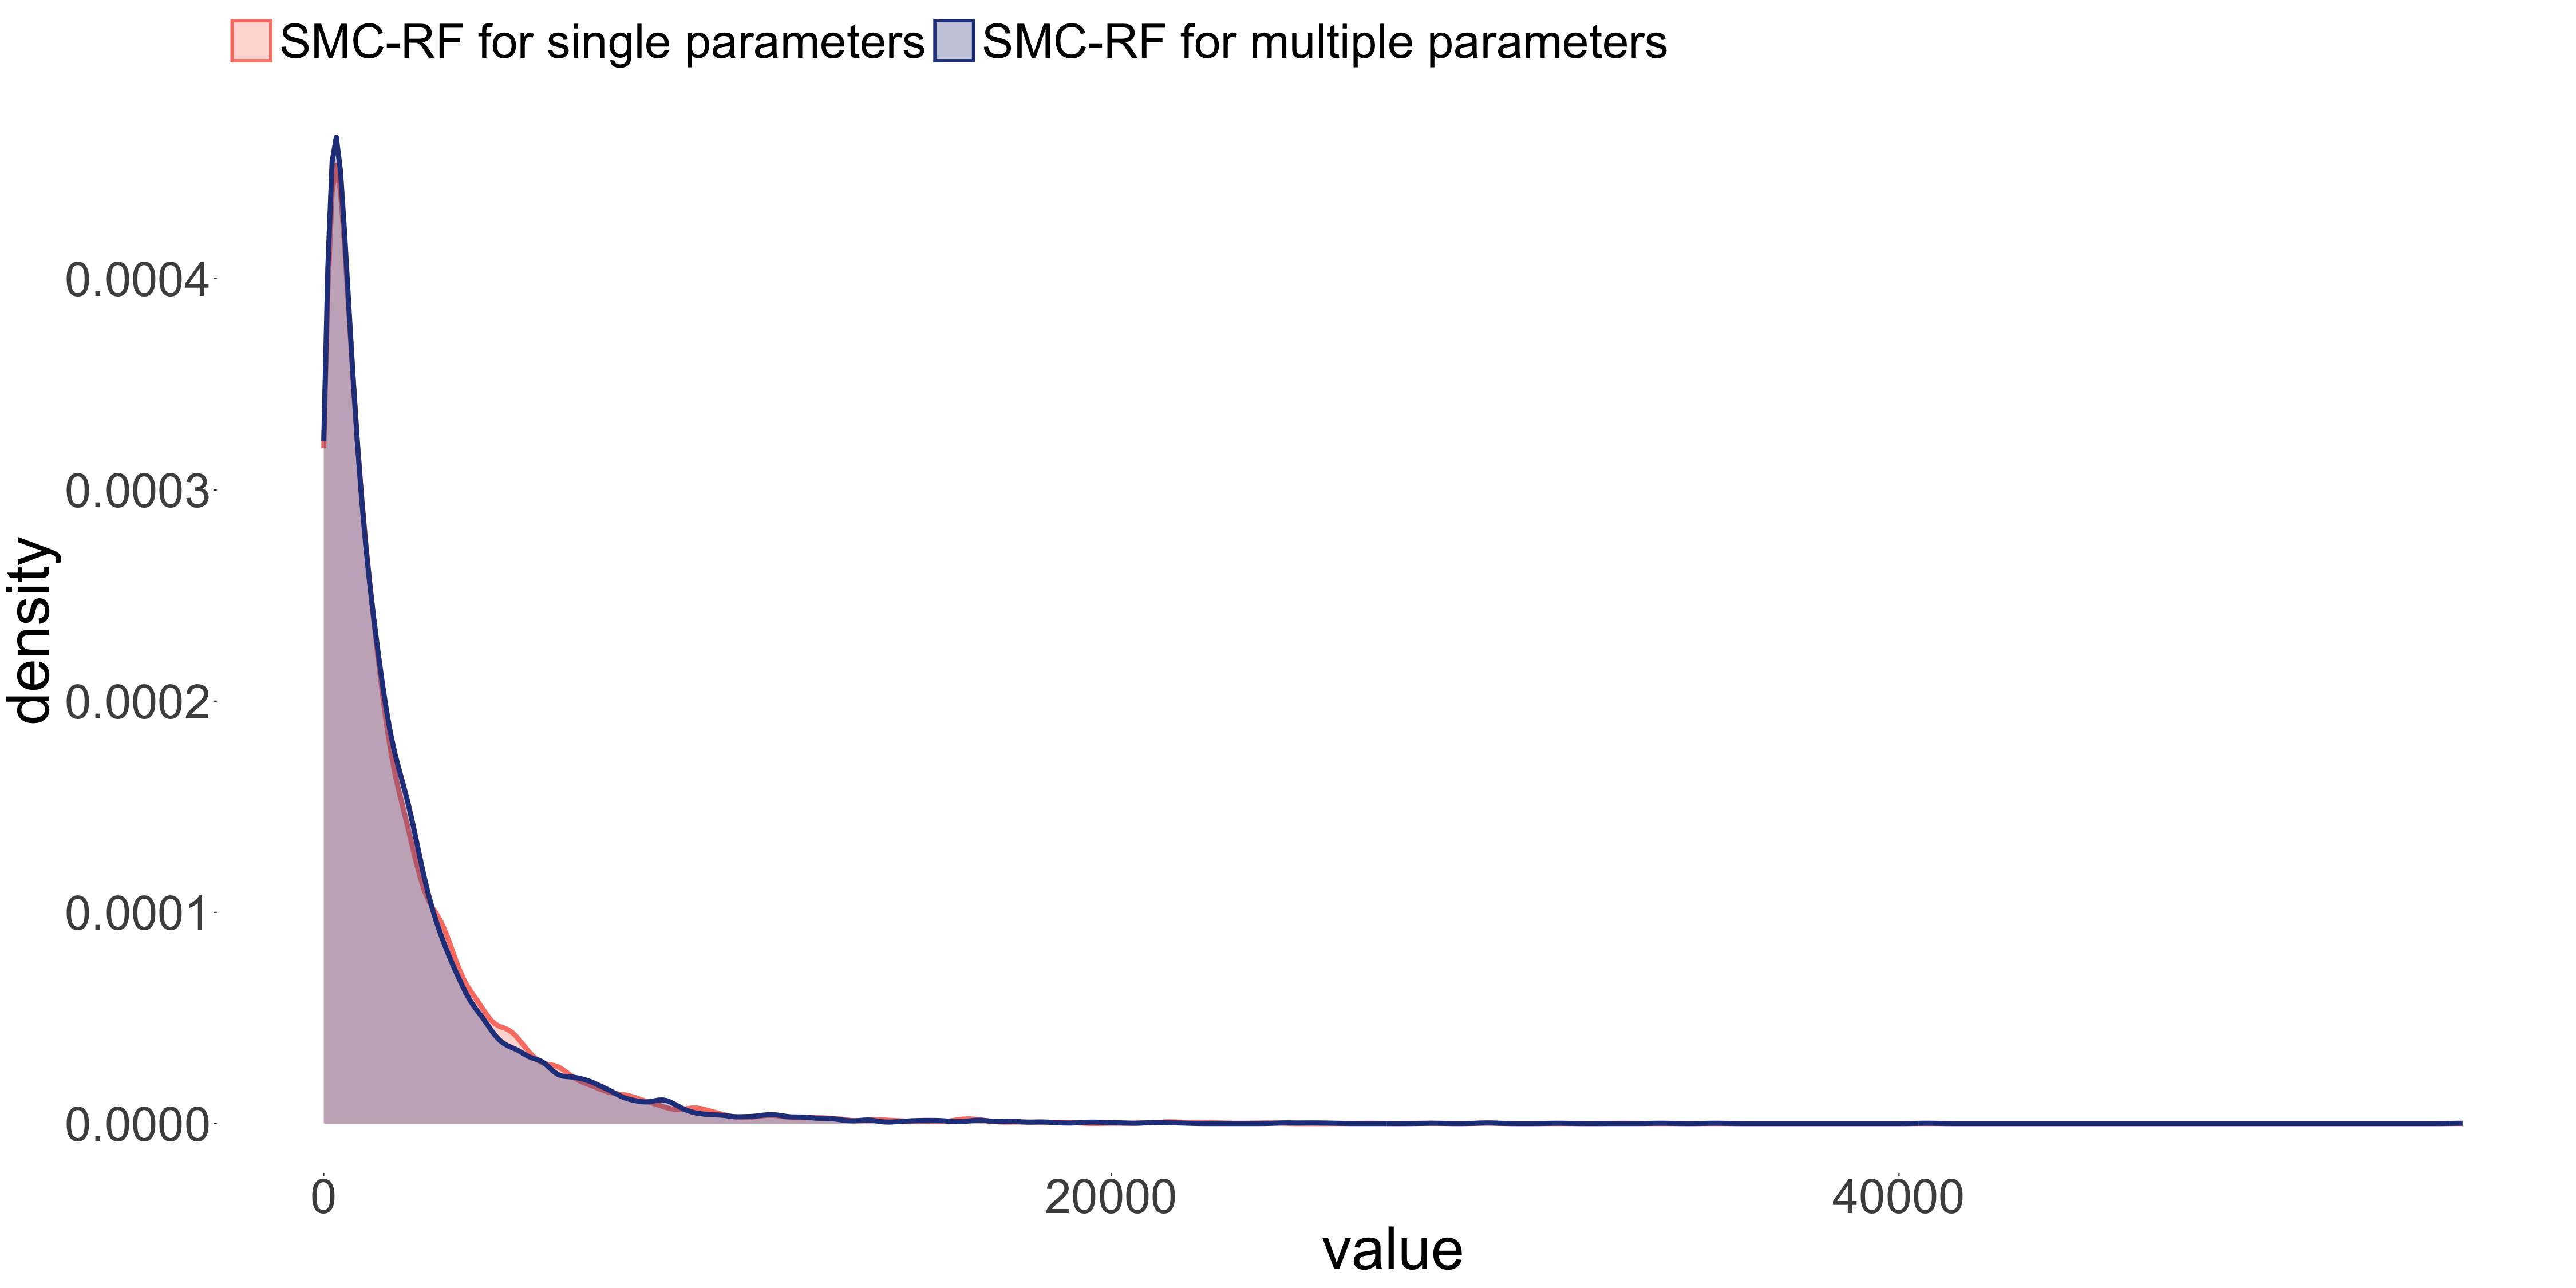 SMC-RF for single parameters SMC-RF for multiple parameters
0.0004
0.0003
0.0002
0.0001
0.0000
density
0 20000 40000
value